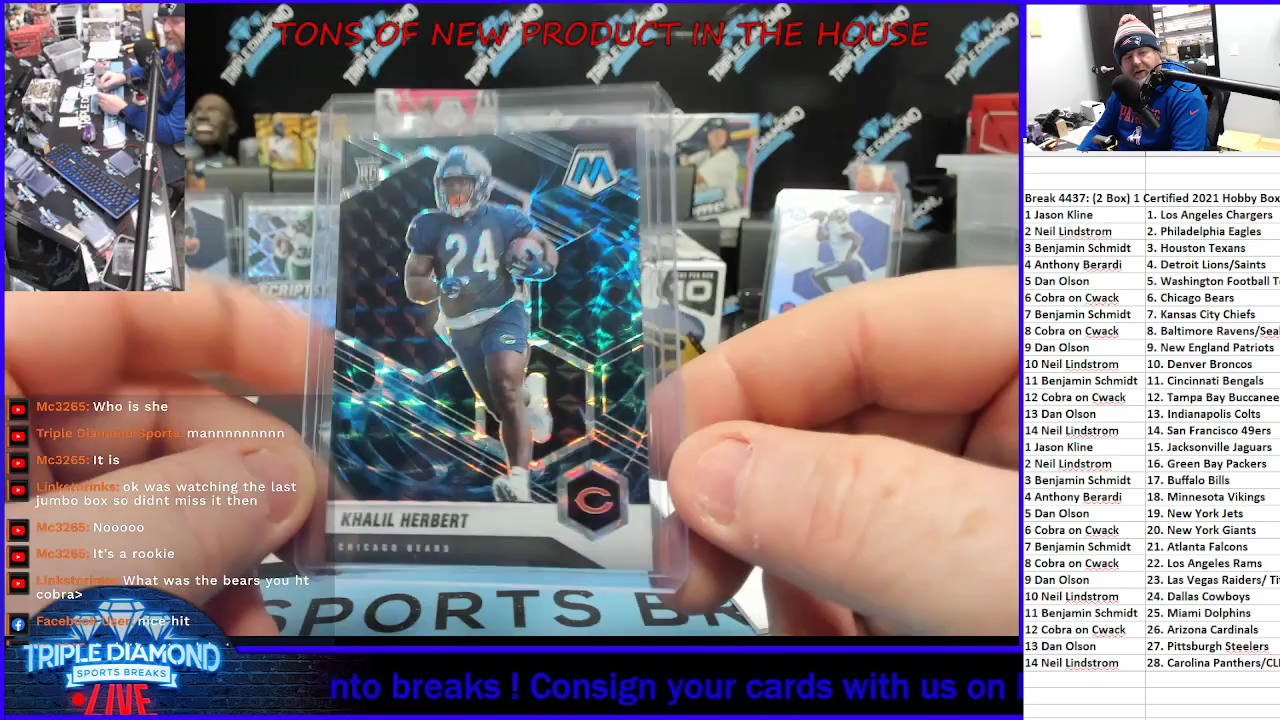 TONS OF NEW PRODUCT IN THE HOUSE
RC
M
24
KHALIL HERBERT
CHICAGO BEARS
C
10
SPORTS BR
Mc3265: Who is she
Triple Diamond Sports: mannnnnnnnn
Mc3265: It is
Linkstorinks: ok was watching the last
jumbo box so didnt miss it then
Mc3265: Nooooo
Mc3265: It's a rookie
Linkstorinks: What was the bears you ht
cobra>
Facebook User: nice hit
TRIPLE DIAMOND
SPORTS BREAKS
LIVE
nto breaks ! Consign your cards with us
Break 4437: (2 Box) 1 Certified 2021 Hobby Box
1 Jason Kline 1. Los Angeles Chargers
2 Neil Lindstrom 2. Philadelphia Eagles
3 Benjamin Schmidt 3. Houston Texans
4 Anthony Berardi 4. Detroit Lions/Saints
5 Dan Olson 5. Washington Football T
6 Cobra on Cwack 6. Chicago Bears
7 Benjamin Schmidt 7. Kansas City Chiefs
8 Cobra on Cwack 8. Baltimore Ravens/Sea
9 Dan Olson 9. New England Patriots
10 Neil Lindstrom 10. Denver Broncos
11 Benjamin Schmidt 11. Cincinnati Bengals
12 Cobra on Cwack 12. Tampa Bay Buccanee
13 Dan Olson 13. Indianapolis Colts
14 Neil Lindstrom 14. San Francisco 49ers
1 Jason Kline 15. Jacksonville Jaguars
2 Neil Lindstrom 16. Green Bay Packers
3 Benjamin Schmidt 17. Buffalo Bills
4 Anthony Berardi 18. Minnesota Vikings
5 Dan Olson 19. New York Jets
6 Cobra on Cwack 20. New York Giants
7 Benjamin Schmidt 21. Atlanta Falcons
8 Cobra on Cwack 22. Los Angeles Rams
9 Dan Olson 23. Las Vegas Raiders/ Ti
10 Neil Lindstrom 24. Dallas Cowboys
11 Benjamin Schmidt 25. Miami Dolphins
12 Cobra on Cwack 26. Arizona Cardinals
13 Dan Olson 27. Carolina Panthers
14 Neil Lindstrom 28. Steelers/CL